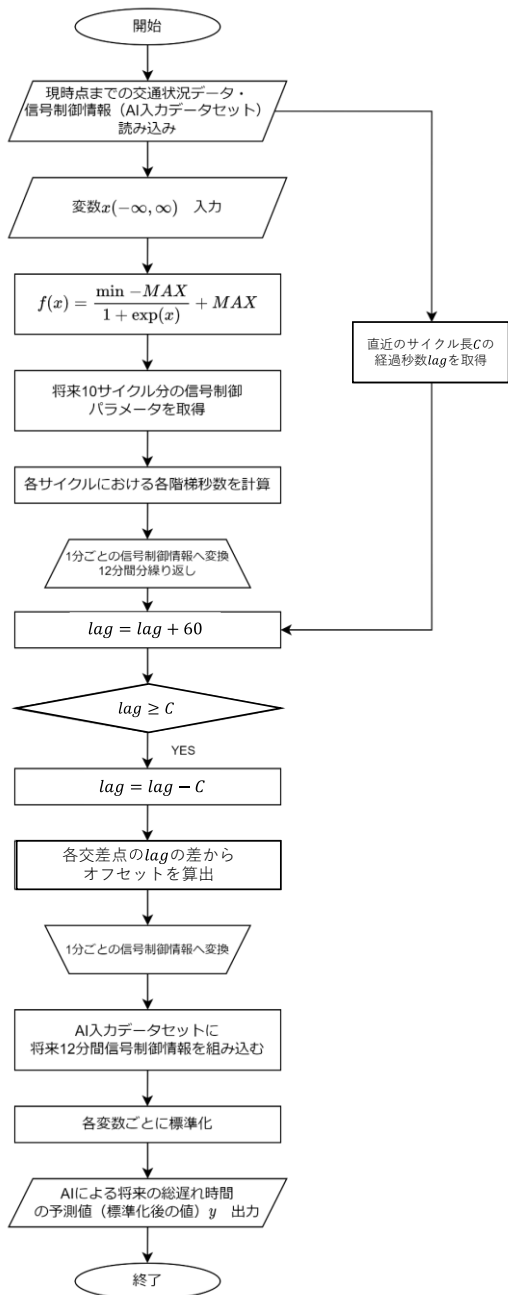 開始
現時点までの交通状況データ・
信号制御情報（AI入力データセット）
読み込み
変数x(−∞, ∞)　入力
f(x) = \frac{min −MAX}{1 + exp(x)} + MAX
直近のサイクル長Cの
経過秒数lagを取得
将来10サイクル分の信号制御
パラメータを取得
各サイクルにおける各階梯秒数を計算
1分ごとの信号制御情報へ変換
12分間分繰り返し
lag = lag + 60
lag ≥ C
YES
lag = lag − C
各交差点のlagの差から
オフセットを算出
1分ごとの信号制御情報へ変換
AI入力データセットに
将来12分間信号制御情報を組み込む
各変数ごとに標準化
AIによる将来の総遅れ時間
の予測値（標準化後の値）y　出力
終了